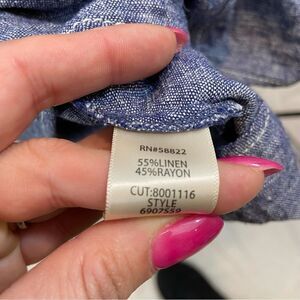 RN#58822
55%LINEN
45%RAYON
CUT:8001116
STYLE
6907559